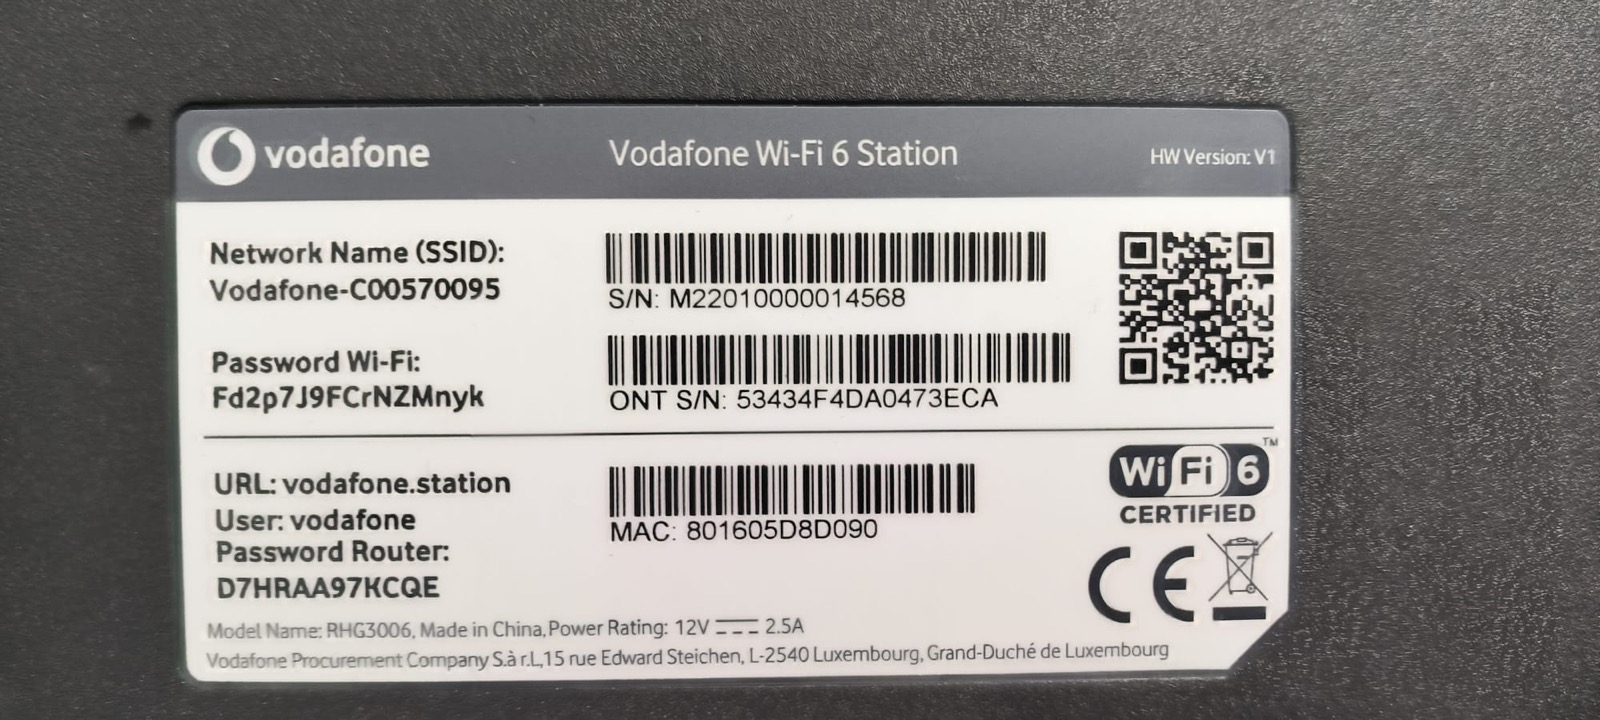 vodafone
Vodafone Wi-Fi 6 Station
HW Version: V1
Network Name (SSID):
Vodafone-C00570095
S/N: M22010000014568
Password Wi-Fi:
Fd2p7J9FCrNZMnyk
ONT S/N: 53434F4DA0473ECA
URL: vodafone.station
User: vodafone
Password Router:
D7HRAA97KCQE
MAC: 801605D8D090
WiFi 6 TM
CERTIFIED
CE
Model Name: RHG3006, Made in China, Power Rating: 12V ⎓ 2.5A
Vodafone Procurement Company S.à r.l.,15 rue Edward Steichen, L-2540 Luxembourg, Grand-Duché de Luxembourg